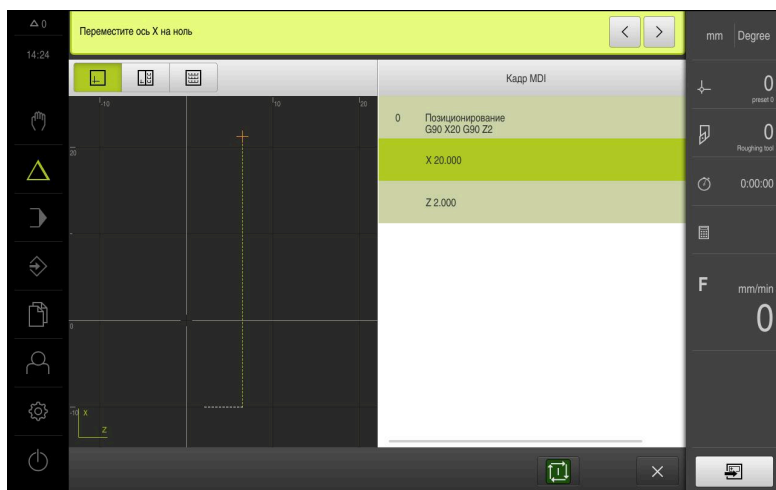 0
Переместите ось X на ноль
mm
Degree
14:24
Кадр MDI
-10
10
20
0
preset 0
0
Позиционирование
G90 X20 G90 Z2
0
Roughing tool
20
X 20.000
0:00:00
Z 2.000
F
mm/min
0
0
-10
X
Z